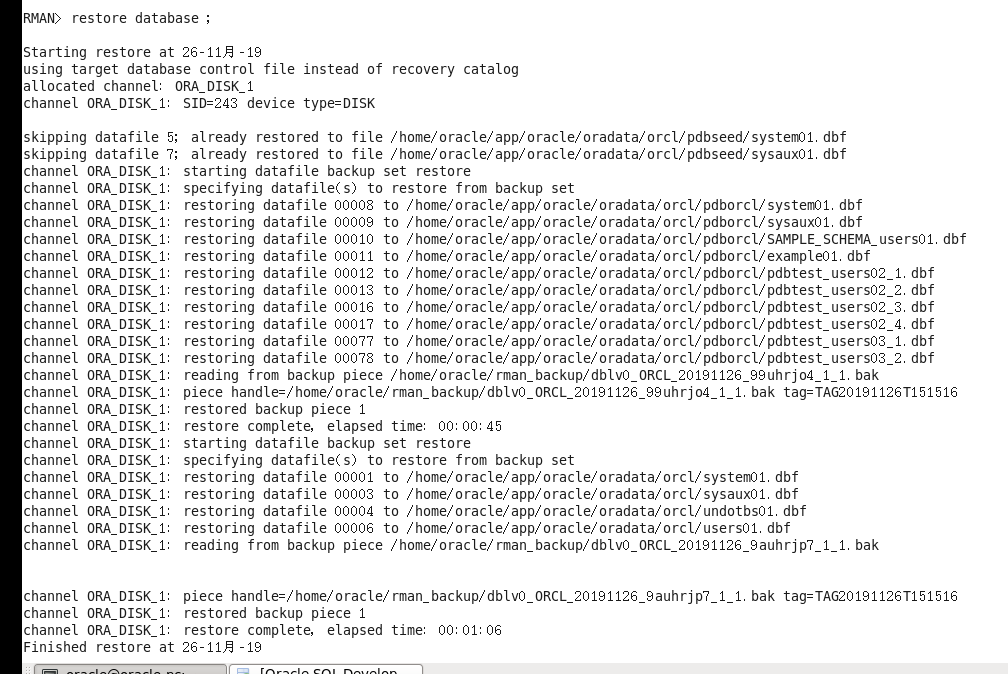 RMAN> restore database ;
Starting restore at 26-11月-19
using target database control file instead of recovery catalog
allocated channel: ORA_DISK_1
channel ORA_DISK_1: SID=243 device type=DISK
skipping datafile 5; already restored to file /home/oracle/app/oracle/oradata/orcl/pdbseed/system01.dbf
skipping datafile 7; already restored to file /home/oracle/app/oracle/oradata/orcl/pdbseed/sysaux01.dbf
channel ORA_DISK_1: starting datafile backup set restore
channel ORA_DISK_1: specifying datafile(s) to restore from backup set
channel ORA_DISK_1: restoring datafile 00008 to /home/oracle/app/oracle/oradata/orcl/pdborcl/system01.dbf
channel ORA_DISK_1: restoring datafile 00009 to /home/oracle/app/oracle/oradata/orcl/pdborcl/sysaux01.dbf
channel ORA_DISK_1: restoring datafile 00010 to /home/oracle/app/oracle/oradata/orcl/pdborcl/SAMPLE_SCHEMA_users01.dbf
channel ORA_DISK_1: restoring datafile 00011 to /home/oracle/app/oracle/oradata/orcl/pdborcl/example01.dbf
channel ORA_DISK_1: restoring datafile 00012 to /home/oracle/app/oracle/oradata/orcl/pdborcl/pdbtest_users02_1.dbf
channel ORA_DISK_1: restoring datafile 00013 to /home/oracle/app/oracle/oradata/orcl/pdborcl/pdbtest_users02_2.dbf
channel ORA_DISK_1: restoring datafile 00016 to /home/oracle/app/oracle/oradata/orcl/pdborcl/pdbtest_users02_3.dbf
channel ORA_DISK_1: restoring datafile 00017 to /home/oracle/app/oracle/oradata/orcl/pdborcl/pdbtest_users02_4.dbf
channel ORA_DISK_1: restoring datafile 00077 to /home/oracle/app/oracle/oradata/orcl/pdborcl/pdbtest_users03_1.dbf
channel ORA_DISK_1: restoring datafile 00078 to /home/oracle/app/oracle/oradata/orcl/pdborcl/pdbtest_users03_2.dbf
channel ORA_DISK_1: reading from backup piece /home/oracle/rman_backup/dblv0_ORCL_20191126_99uhrjo4_1_1.bak
channel ORA_DISK_1: piece handle=/home/oracle/rman_backup/dblv0_ORCL_20191126_99uhrjo4_1_1.bak tag=TAG20191126T151516
channel ORA_DISK_1: restored backup piece 1
channel ORA_DISK_1: restore complete, elapsed time: 00:00:45
channel ORA_DISK_1: starting datafile backup set restore
channel ORA_DISK_1: specifying datafile(s) to restore from backup set
channel ORA_DISK_1: restoring datafile 00001 to /home/oracle/app/oracle/oradata/orcl/system01.dbf
channel ORA_DISK_1: restoring datafile 00003 to /home/oracle/app/oracle/oradata/orcl/sysaux01.dbf
channel ORA_DISK_1: restoring datafile 00004 to /home/oracle/app/oracle/oradata/orcl/undotbs01.dbf
channel ORA_DISK_1: restoring datafile 00006 to /home/oracle/app/oracle/oradata/orcl/users01.dbf
channel ORA_DISK_1: reading from backup piece /home/oracle/rman_backup/dblv0_ORCL_20191126_9auhrjp7_1_1.bak
channel ORA_DISK_1: piece handle=/home/oracle/rman_backup/dblv0_ORCL_20191126_9auhrjp7_1_1.bak tag=TAG20191126T151516
channel ORA_DISK_1: restored backup piece 1
channel ORA_DISK_1: restore complete, elapsed time: 00:01:06
Finished restore at 26-11月-19
[Oracle SQL Develop